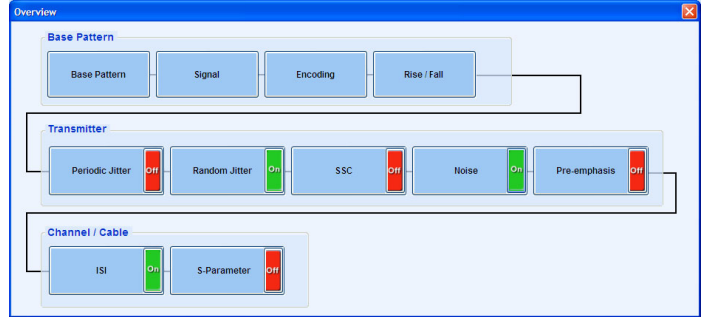 Overview
Base Pattern
Base Pattern Signal Encoding Rise / Fall
Transmitter
Periodic Jitter Off Random Jitter On SSC Off Noise On Pre-emphasis Off
Channel / Cable
ISI On S-Parameter Off